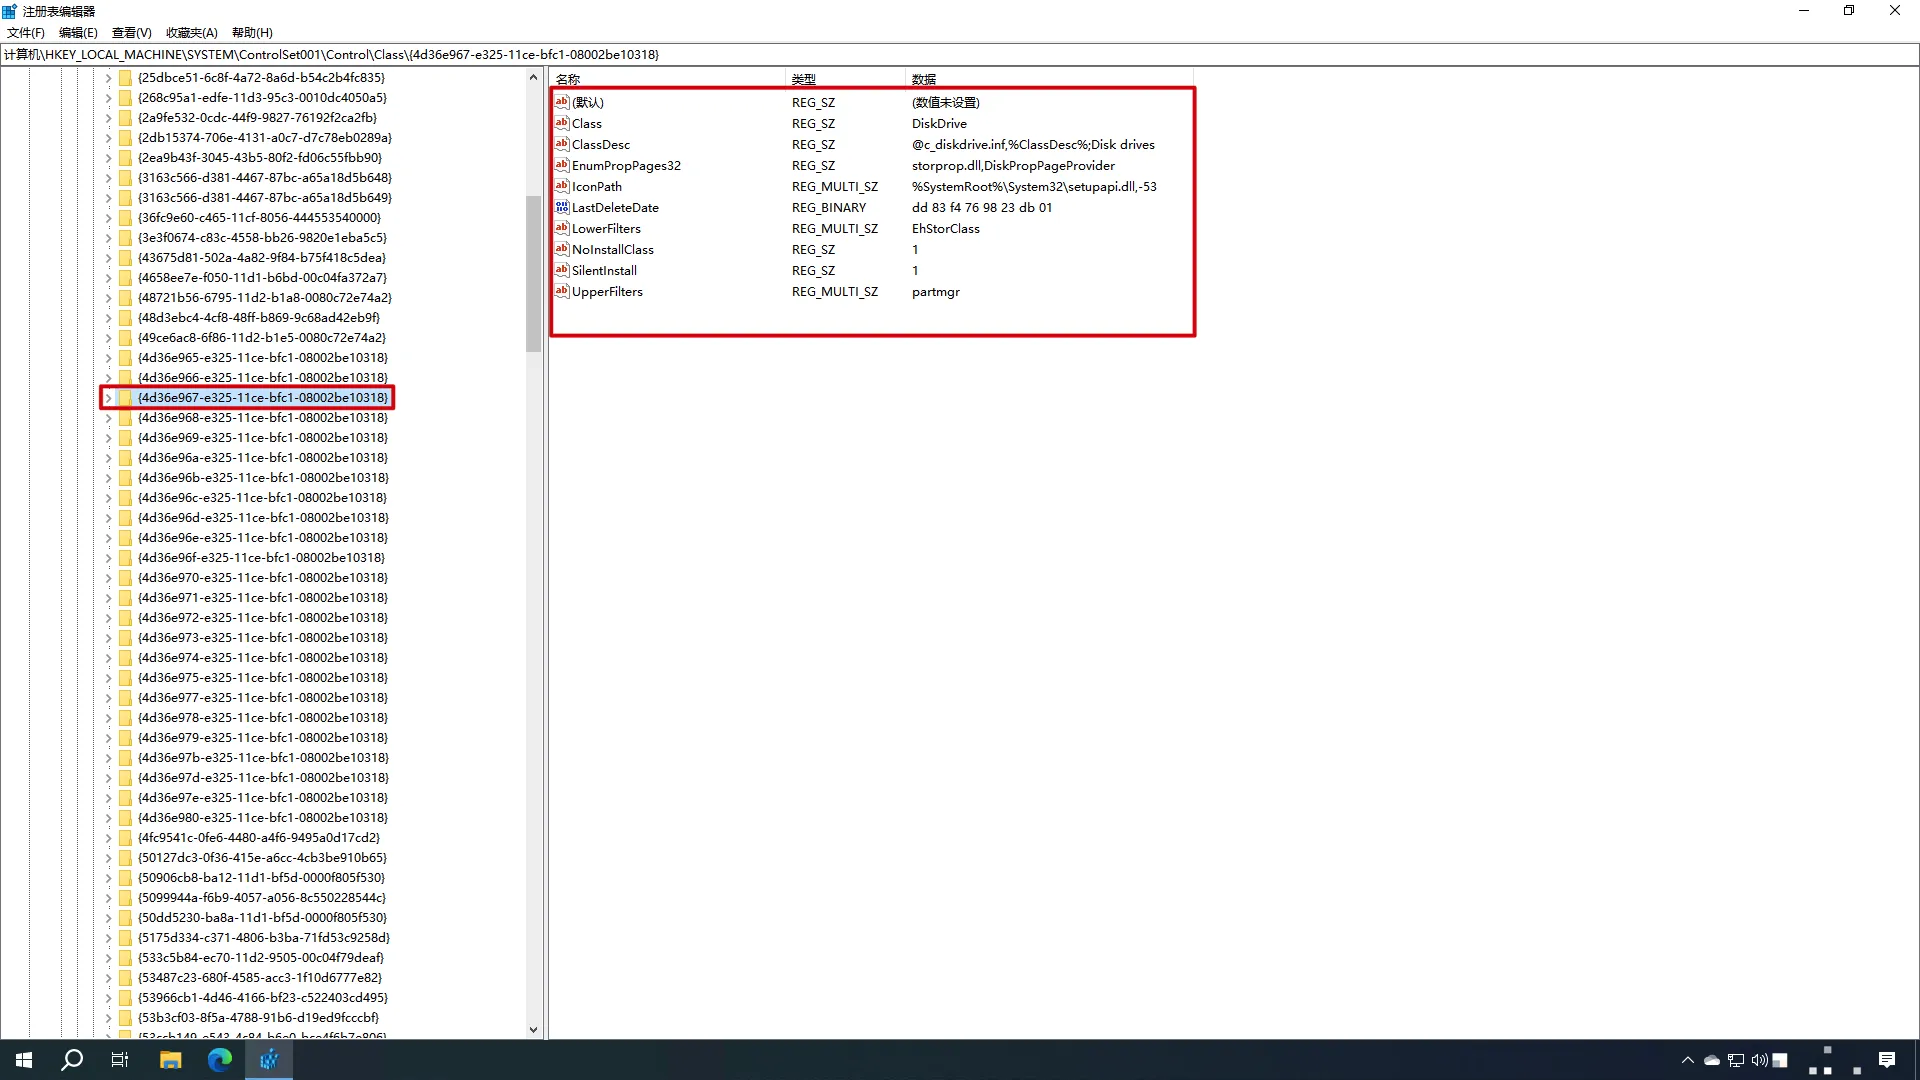 注册表编辑器
文件(F) 编辑(E) 查看(V) 收藏夹(A) 帮助(H)
计算机\HKEY_LOCAL_MACHINE\SYSTEM\ControlSet001\Control\Class\{4d36e967-e325-11ce-bfc1-08002be10318}
{25dbce51-6c8f-4a72-8a6d-b54c2b4fc835}
{268c95a1-edfe-11d3-95c3-0010dc4050a5}
{2a9fe532-0cdc-44f9-9827-76192f2ca2fb}
{2db15374-706e-4131-a0c7-d7c78eb0289a}
{2ea9b43f-3045-43b5-80f2-fd06c55fbb90}
{3163c566-d381-4467-87bc-a65a18d5b648}
{3163c566-d381-4467-87bc-a65a18d5b649}
{36fc9e60-c465-11cf-8056-444553540000}
{3e3f0674-c83c-4558-bb26-9820e1eba5c5}
{43675d81-502a-4a82-9f84-b75f418c5dea}
{4658ee7e-f050-11d1-b6bd-00c04fa372a7}
{48721b56-6795-11d2-b1a8-0080c72e74a2}
{48d3ebc4-4cf8-48ff-b869-9c68ad42eb9f}
{49ce6ac8-6f86-11d2-b1e5-0080c72e74a2}
{4d36e965-e325-11ce-bfc1-08002be10318}
{4d36e966-e325-11ce-bfc1-08002be10318}
{4d36e967-e325-11ce-bfc1-08002be10318}
{4d36e968-e325-11ce-bfc1-08002be10318}
{4d36e969-e325-11ce-bfc1-08002be10318}
{4d36e96a-e325-11ce-bfc1-08002be10318}
{4d36e96b-e325-11ce-bfc1-08002be10318}
{4d36e96c-e325-11ce-bfc1-08002be10318}
{4d36e96d-e325-11ce-bfc1-08002be10318}
{4d36e96e-e325-11ce-bfc1-08002be10318}
{4d36e96f-e325-11ce-bfc1-08002be10318}
{4d36e970-e325-11ce-bfc1-08002be10318}
{4d36e971-e325-11ce-bfc1-08002be10318}
{4d36e972-e325-11ce-bfc1-08002be10318}
{4d36e973-e325-11ce-bfc1-08002be10318}
{4d36e974-e325-11ce-bfc1-08002be10318}
{4d36e975-e325-11ce-bfc1-08002be10318}
{4d36e977-e325-11ce-bfc1-08002be10318}
{4d36e978-e325-11ce-bfc1-08002be10318}
{4d36e979-e325-11ce-bfc1-08002be10318}
{4d36e97b-e325-11ce-bfc1-08002be10318}
{4d36e97d-e325-11ce-bfc1-08002be10318}
{4d36e97e-e325-11ce-bfc1-08002be10318}
{4d36e980-e325-11ce-bfc1-08002be10318}
{4fc9541c-0fe6-4480-a4f6-9495a0d17cd2}
{50127dc3-0f36-415e-a6cc-4cb3be910b65}
{50906cb8-ba12-11d1-bf5d-0000f805f530}
{5099944a-f6b9-4057-a056-8c550228544c}
{50dd5230-ba8a-11d1-bf5d-0000f805f530}
{5175d334-c371-4806-b3ba-71fd53c9258d}
{533c5b84-ec70-11d2-9505-00c04f79deaf}
{53487c23-680f-4585-acc3-1f10d6777e82}
{53966cb1-4d46-4166-bf23-c522403cd495}
{53b3cf03-8f5a-4788-91b6-d19ed9fcccbf}
{53ccb149-e543-4c84-b6e0-bce4f6b7e806}
名称 类型 数据
(默认) REG_SZ (数值未设置)
Class REG_SZ DiskDrive
ClassDesc REG_SZ @c_diskdrive.inf,%ClassDesc%;Disk drives
EnumPropPages32 REG_SZ storprop.dll,DiskPropPageProvider
IconPath REG_MULTI_SZ %SystemRoot%\System32\setupapi.dll,-53
LastDeleteDate REG_BINARY dd 83 f4 76 98 23 db 01
LowerFilters REG_MULTI_SZ EhStorClass
NoInstallClass REG_SZ 1
SilentInstall REG_SZ 1
UpperFilters REG_MULTI_SZ partmgr